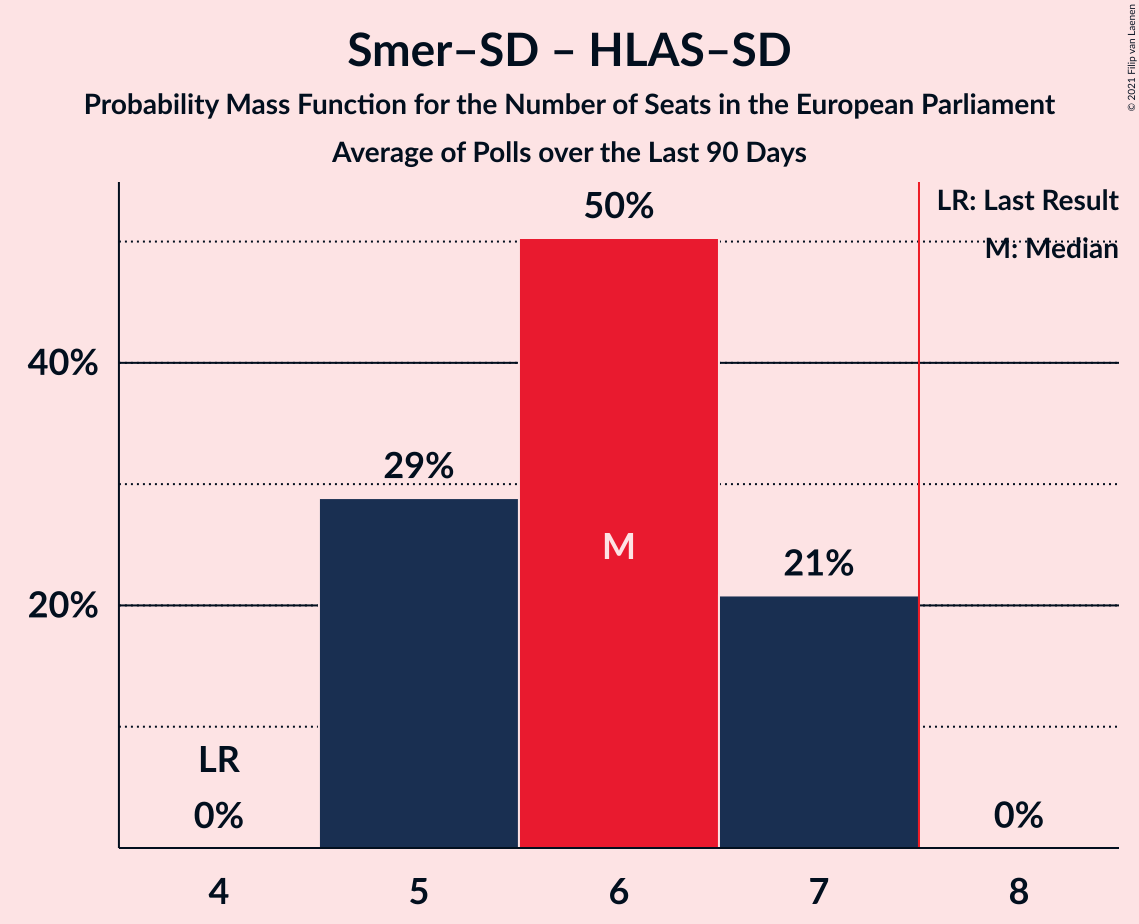 Smer–SD – HLAS–SD
Probability Mass Function for the Number of Seats in the European Parliament
Average of Polls over the Last 90 Days
© 2021 Filip van Laenen
LR: Last Result
M: Median
50%
40%
29%
M
21%
20%
LR
0%
0%
4 5 6 7 8